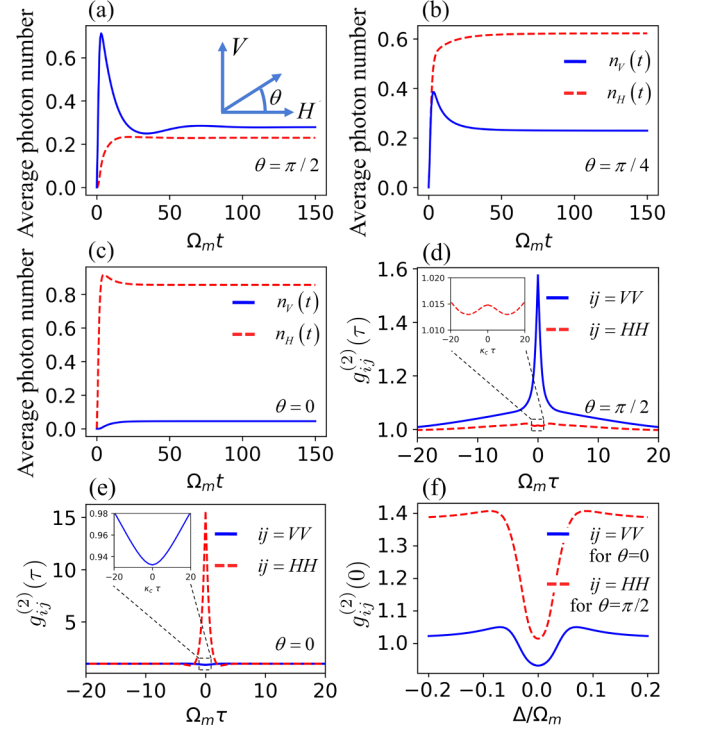 (a)
Average photon number
0.6
0.4
0.2
0.0
V
θ
H
θ = π / 2
0 50 100 150
Ω_m t
(b)
Average photon number
0.6
0.4
0.2
0.0
n_V (t)
n_H (t)
θ = π / 4
0 50 100 150
Ω_m t
(c)
Average photon number
0.8
0.6
0.4
0.2
0.0
n_V (t)
n_H (t)
θ = 0
0 50 100 150
Ω_m t
(d)
g_ij^(2)(τ)
1.6
1.4
1.2
1.0
1.020
1.015
1.010
−20 0 20
κ_c τ
ij = VV
ij = HH
θ = π / 2
−20 −10 0 10 20
Ω_m τ
(e)
g_ij^(2)(τ)
15
10
5
0.98
0.96
0.94
−20 0 20
κ_c τ
ij = VV
ij = HH
θ = 0
−20 −10 0 10 20
Ω_m τ
(f)
g_ij^(2)(0)
1.4
1.3
1.2
1.1
1.0
ij = VV
for θ=0
ij = HH
for θ=π/2
−0.2 −0.1 0.0 0.1 0.2
Δ/Ω_m